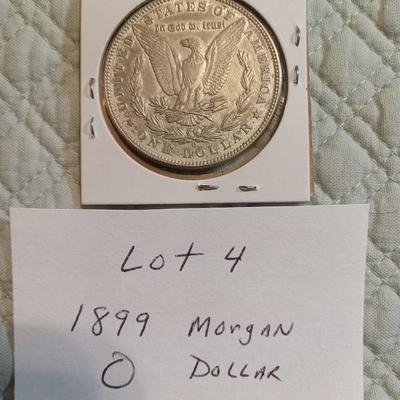 UNITED STATES OF AMERICA
In God we trust
ONE DOLLAR
Lot 4
1899 Morgan
O Dollar